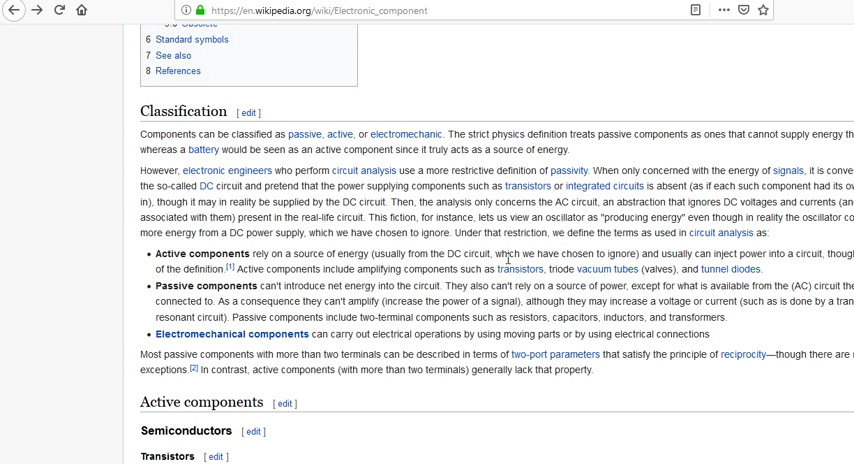 https://en.wikipedia.org/wiki/Electronic_component
6 Standard symbols
7 See also
8 References
Classification [ edit ]
Components can be classified as passive, active, or electromechanic. The strict physics definition treats passive components as ones that cannot supply energy
whereas a battery would be seen as an active component since it truly acts as a source of energy.
However, electronic engineers who perform circuit analysis use a more restrictive definition of passivity. When only concerned with the energy of signals, it is
the so-called DC circuit and pretend that the power supplying components such as transistors or integrated circuits is absent (as if each such component had its
in), though it may in reality be supplied by the DC circuit. Then, the analysis only concerns the AC circuit, an abstraction that ignores DC voltages and currents
associated with them) present in the real-life circuit. This fiction, for instance, lets us view an oscillator as "producing energy" even though in reality the oscillator
more energy from a DC power supply, which we have chosen to ignore. Under that restriction, we define the terms as used in circuit analysis as:
• Active components rely on a source of energy (usually from the DC circuit, which we have chosen to ignore) and usually can inject power into a circuit,
of the definition.[1] Active components include amplifying components such as transistors, triode vacuum tubes (valves), and tunnel diodes.
• Passive components can't introduce net energy into the circuit. They also can't rely on a source of power, except for what is available from the (AC) circuit
connected to. As a consequence they can't amplify (increase the power of a signal), although they may increase a voltage or current (such as is done by a
resonant circuit). Passive components include two-terminal components such as resistors, capacitors, inductors, and transformers.
• Electromechanical components can carry out electrical operations by using moving parts or by using electrical connections
Most passive components with more than two terminals can be described in terms of two-port parameters that satisfy the principle of reciprocity—though there are
exceptions.[2] In contrast, active components (with more than two terminals) generally lack that property.
Active components [ edit ]
Semiconductors [ edit ]
Transistors [ edit ]